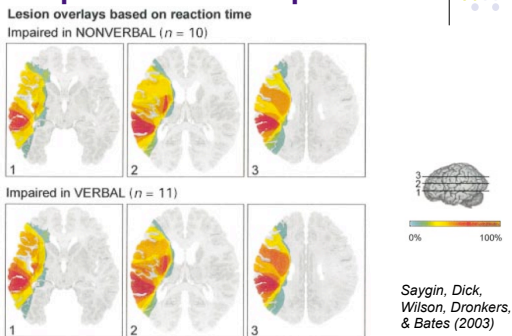 Lesion overlays based on reaction time
Impaired in NONVERBAL (n = 10)
1
2
3
3
2
1
Impaired in VERBAL (n = 11)
0%
100%
1
2
3
Saygin, Dick,
Wilson, Dronkers,
& Bates (2003)